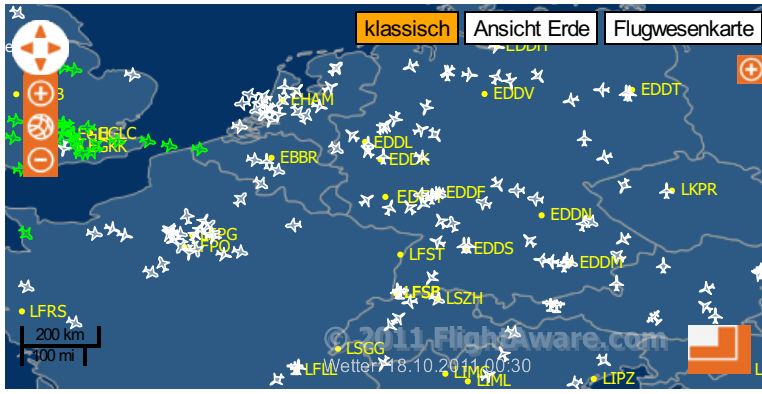 klassisch Ansicht Erde Flugwesenkarte
EDDV
EDDT
EHAM
EGLC
EGKK
EDDL
EDDK
EBBR
LKPR
EDDF
EDDN
LFPG
LFPO
EDDS
LFST
EDDM
LFSB
LSZH
LFRS
200 km
100 mi
© 2011 FlightAware.com
LSGG
Wetter 18.10.2011 00:30
LFLL
LIMC
LIML
LIPZ